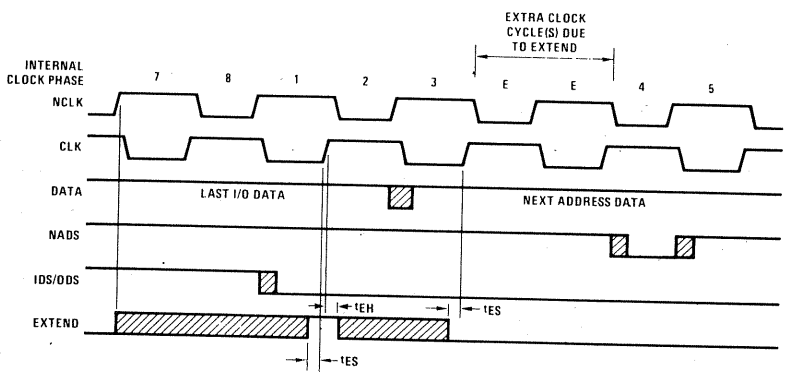 EXTRA CLOCK
CYCLE(S) DUE
TO EXTEND
INTERNAL
CLOCK PHASE
7 8 1 2 3 E E 4 5
NCLK
CLK
DATA
LAST I/O DATA
NEXT ADDRESS DATA
NADS
IDS/ODS
EXTEND
tEH
tES
tES